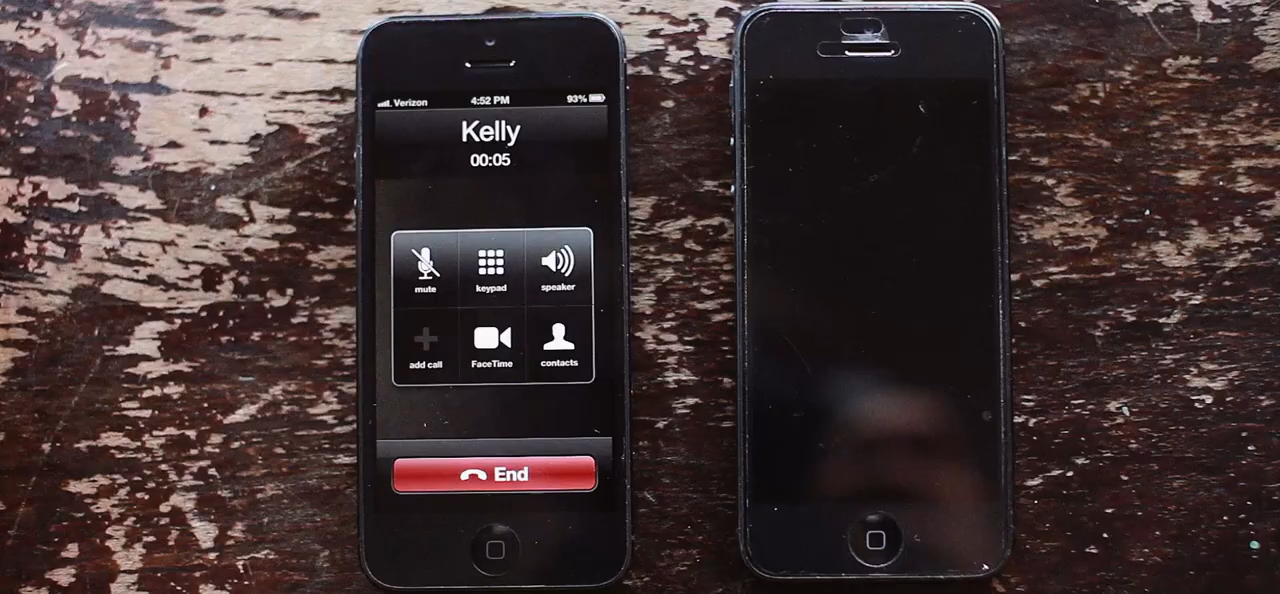 Verizon 4:52 PM 93%
Kelly
00:05
mute keypad speaker
add call FaceTime contacts
End